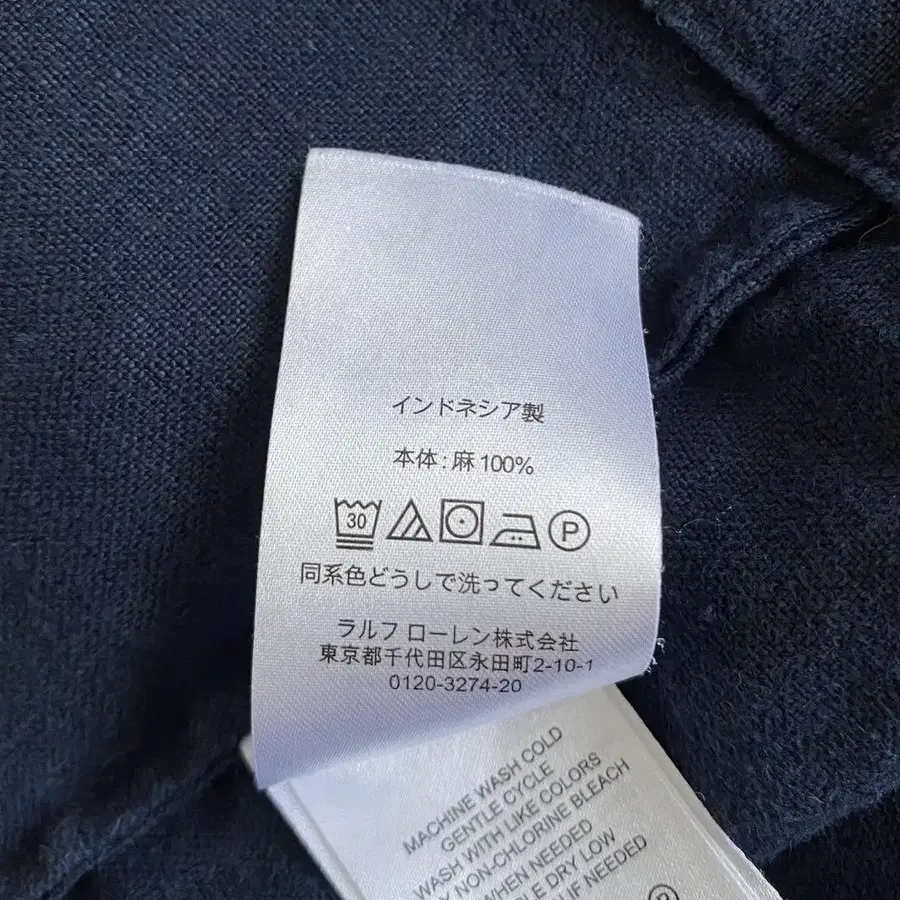 インドネシア製
本体:麻100%
30
P
同系色どうしで洗ってください
ラルフ ローレン株式会社
東京都千代田区永田町2-10-1
0120-3274-20
MACHINE WASH COLD
GENTLE CYCLE
WASH WITH LIKE COLORS
NON-CHLORINE BLEACH
WHEN NEEDED
DRY LOW
IF NEEDED
P